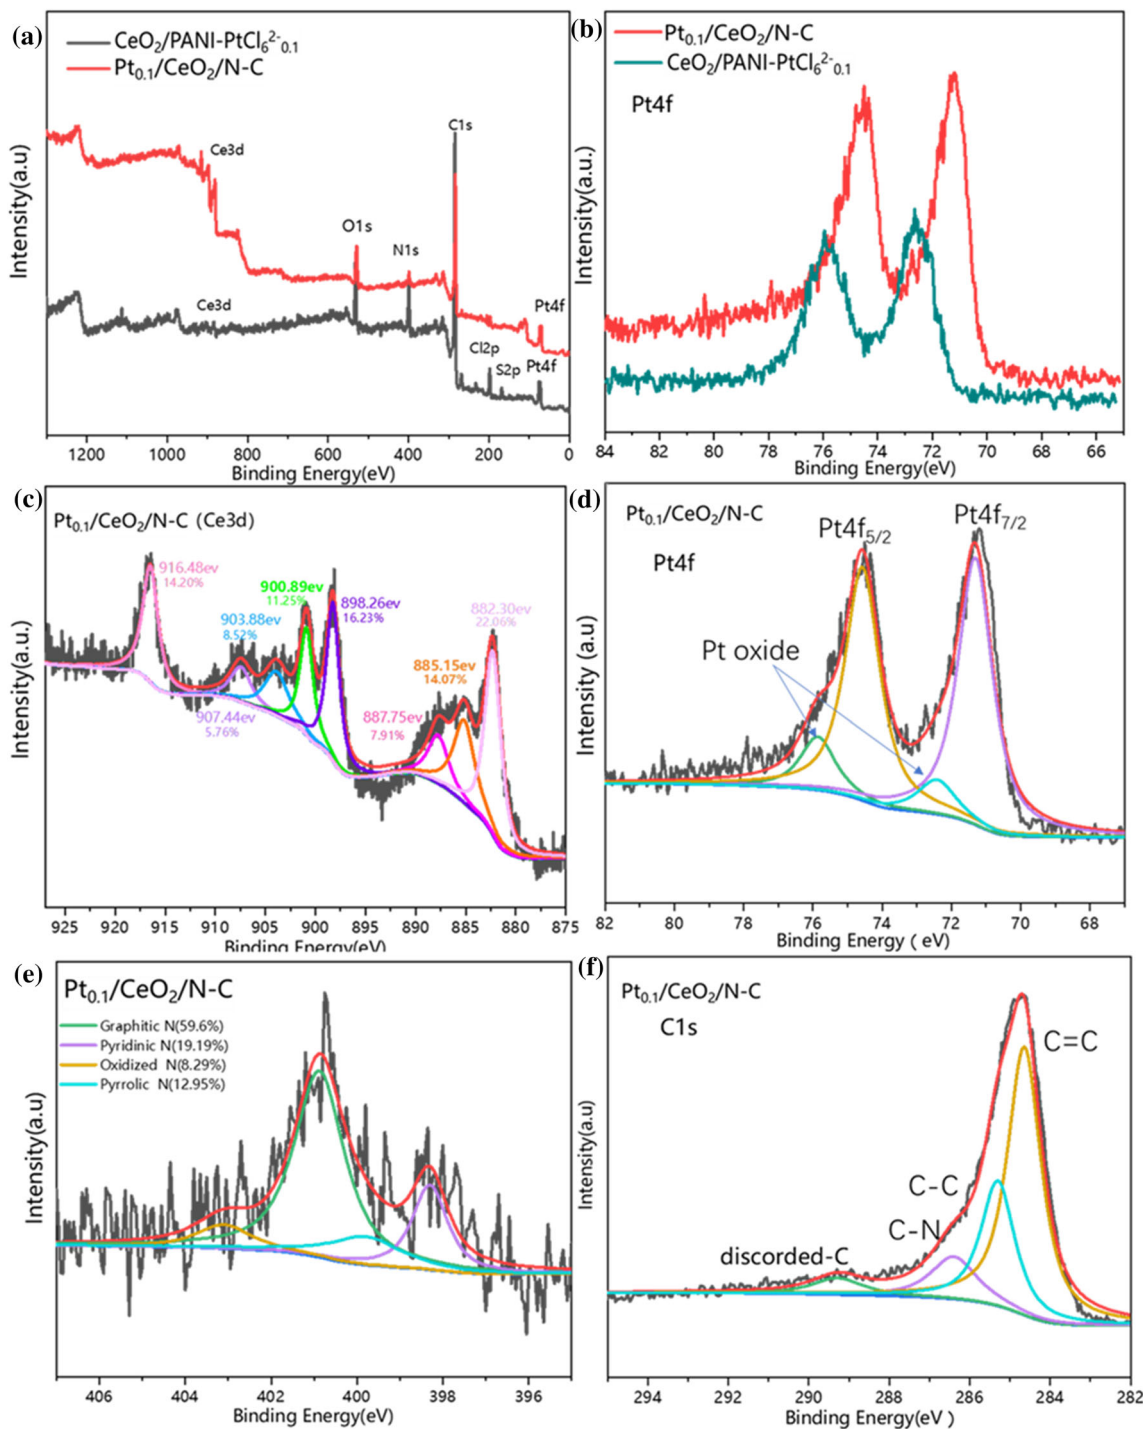 (a)
CeO₂/PANI-PtCl₆²⁻₀.₁
Pt₀.₁/CeO₂/N-C
C1s
Ce3d
O1s
N1s
Ce3d
Pt4f
Cl2p
S2p
Pt4f
Intensity(a.u)
1200 1000 800 600 400 200 0
Binding Energy(eV)
(b)
Pt₀.₁/CeO₂/N-C
CeO₂/PANI-PtCl₆²⁻₀.₁
Pt4f
Intensity(a.u.)
84 82 80 78 76 74 72 70 68 66
Binding Energy(eV)
(c)
Pt₀.₁/CeO₂/N-C (Ce3d)
916.48ev
14.20%
900.89ev
11.25%
898.26ev
16.23%
882.30ev
22.06%
903.88ev
8.52%
885.15ev
14.07%
907.44ev
5.76%
887.75ev
7.91%
Intensity(a.u.)
925 920 915 910 905 900 895 890 885 880 875
Binding Energy(eV)
(d)
Pt₀.₁/CeO₂/N-C
Pt4f
Pt4f₅/₂
Pt4f₇/₂
Pt oxide
Intensity (a.u.)
82 80 78 76 74 72 70 68
Binding Energy ( eV)
(e)
Pt₀.₁/CeO₂/N-C
Graphitic N(59.6%)
Pyridinic N(19.19%)
Oxidized N(8.29%)
Pyrrolic N(12.95%)
Intensity(a.u)
406 404 402 400 398 396
Binding Energy(eV)
(f)
Pt₀.₁/CeO₂/N-C
C1s
C=C
C-C
C-N
discorded-C
Intensity(a.u)
294 292 290 288 286 284 282
Binding Energy(eV )